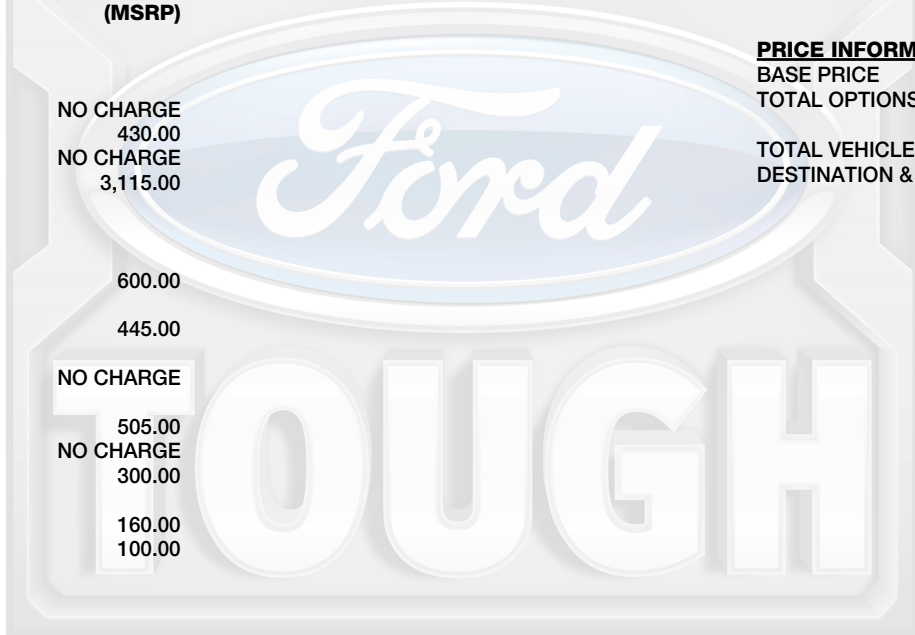 (MSRP)
NO CHARGE
430.00
NO CHARGE
3,115.00
600.00
445.00
NO CHARGE
505.00
NO CHARGE
300.00
160.00
100.00
PRICE INFORM
BASE PRICE
TOTAL OPTIONS
TOTAL VEHICLE
DESTINATION &
Ford
TOUGH